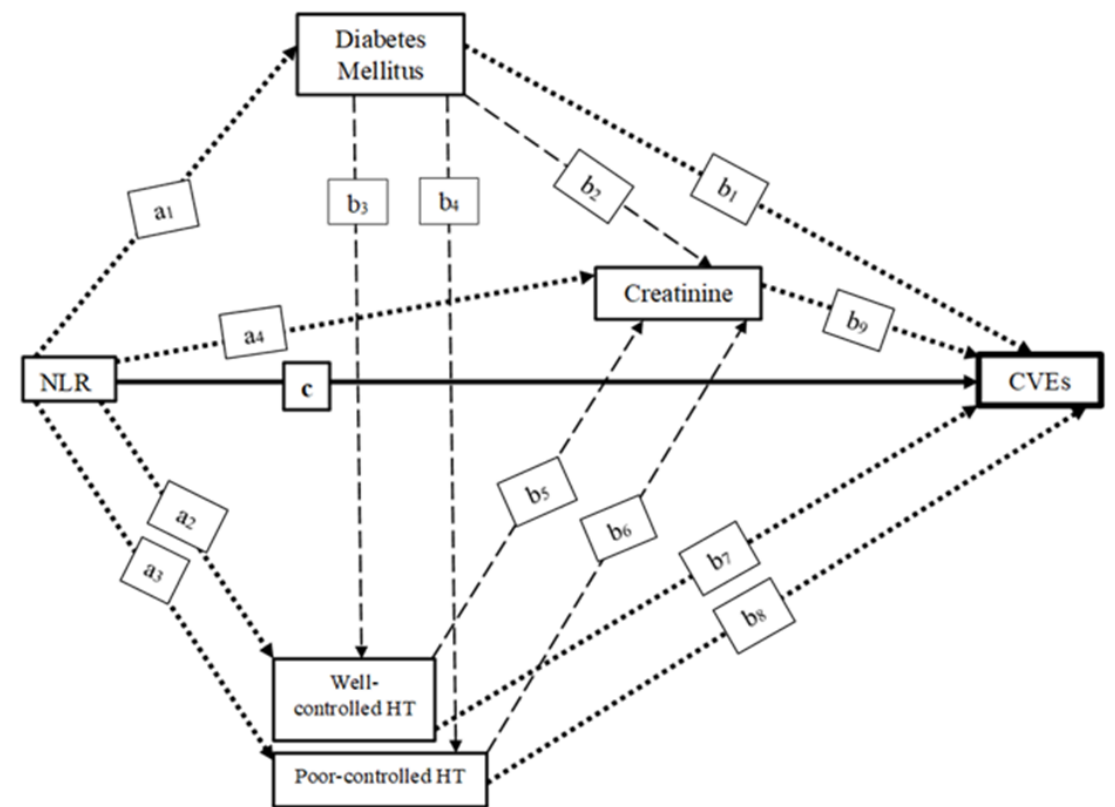 Diabetes
Mellitus
a₁
b₃
b₄
b₂
b₁
Creatinine
a₄
b₉
NLR
c
CVEs
a₂
a₃
b₅
b₆
b₇
b₈
Well-
controlled HT
Poor-controlled HT